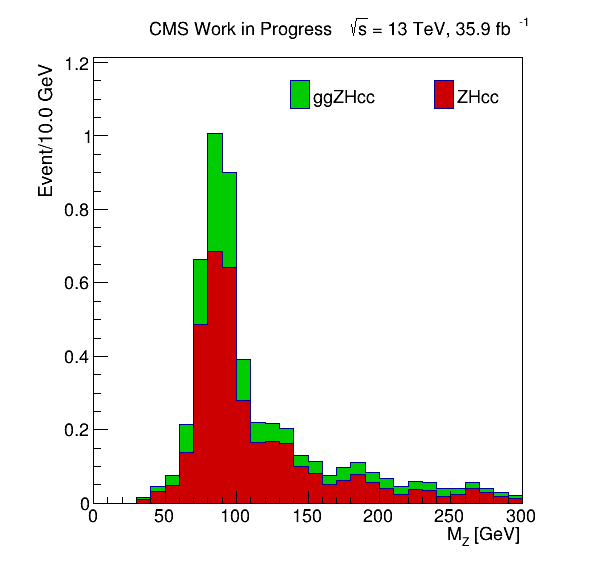 CMS Work in Progress √s = 13 TeV, 35.9 fb -1
Event/10.0 GeV
ggZHcc
ZHcc
1.2
1
0.8
0.6
0.4
0.2
0
0 50 100 150 200 250 300
M_Z [GeV]